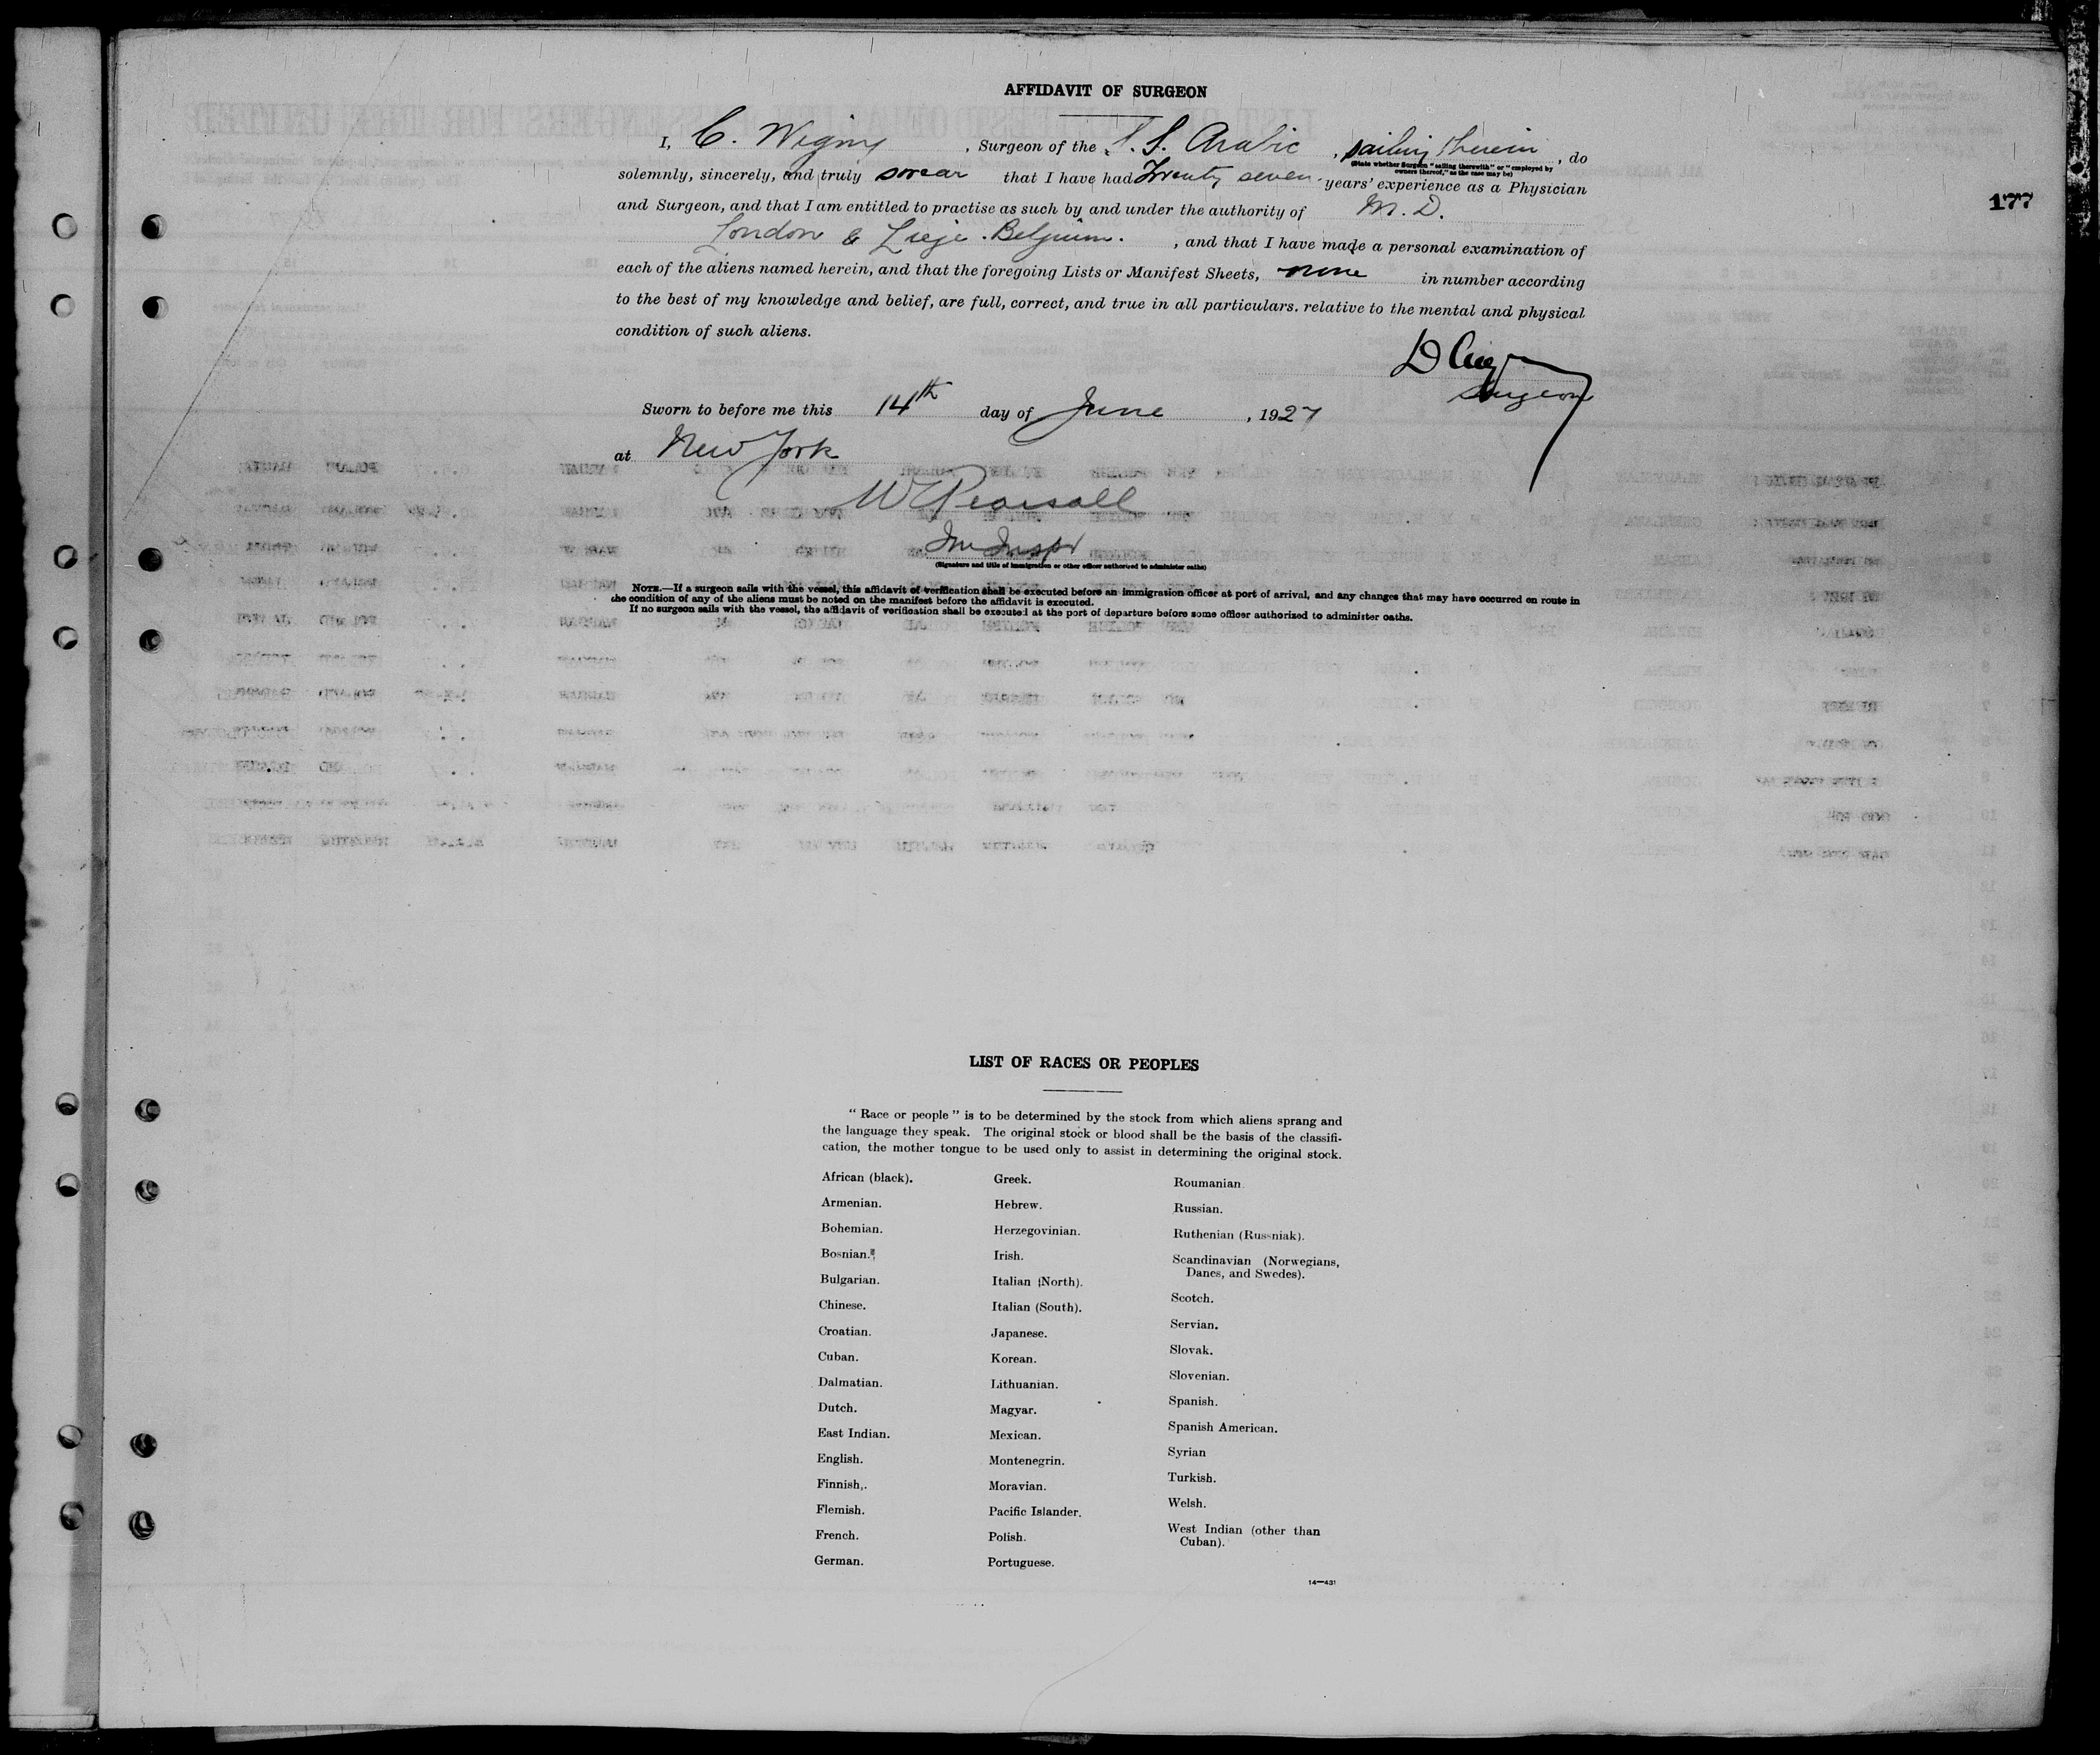 AFFIDAVIT OF SURGEON
I, C. Wigny, Surgeon of the S. S. Arabic, sailing therein, do
(State whether Surgeon "sailing therewith" or "employed by
owners thereof," as the case may be)
solemnly, sincerely, and truly swear that I have had Twenty seven years' experience as a Physician
and Surgeon, and that I am entitled to practise as such by and under the authority of M. D.
London & Liege. Belgium., and that I have made a personal examination of
each of the aliens named herein, and that the foregoing Lists or Manifest Sheets, in number according
to the best of my knowledge and belief, are full, correct, and true in all particulars, relative to the mental and physical
condition of such aliens.
Surgeon
Sworn to before me this 14th day of June, 1927
at New York
W Pearsall
Im Inspr
(Signature and title of immigration or other officer authorized to administer oaths)
NOTE.—If a surgeon sails with the vessel, this affidavit of verification shall be executed before an immigration officer at port of arrival, and any changes that may have occurred en route in
the condition of any of the aliens must be noted on the manifest before the affidavit is executed.
If no surgeon sails with the vessel, the affidavit of verification shall be executed at the port of departure before some officer authorized to administer oaths.
177
LIST OF RACES OR PEOPLES
"Race or people" is to be determined by the stock from which aliens sprang and
the language they speak. The original stock or blood shall be the basis of the classifi-
cation, the mother tongue to be used only to assist in determining the original stock.
African (black).
Armenian.
Bohemian.
Bosnian.
Bulgarian.
Chinese.
Croatian.
Cuban.
Dalmatian.
Dutch.
East Indian.
English.
Finnish.
Flemish.
French.
German.
Greek.
Hebrew.
Herzegovinian.
Irish.
Italian (North).
Italian (South).
Japanese.
Korean.
Lithuanian.
Magyar.
Mexican.
Montenegrin.
Moravian.
Pacific Islander.
Polish.
Portuguese.
Roumanian.
Russian.
Ruthenian (Russniak).
Scandinavian (Norwegians,
Danes, and Swedes).
Scotch.
Servian.
Slovak.
Slovenian.
Spanish.
Spanish American.
Syrian
Turkish.
Welsh.
West Indian (other than
Cuban).
14—431